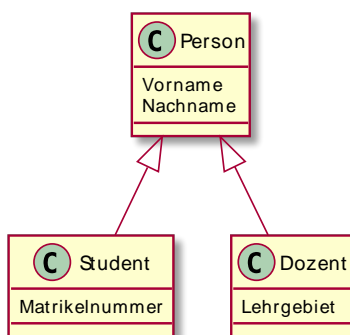 C Person
Vorname
Nachname
C Student
Matrikelnummer
C Dozent
Lehrgebiet